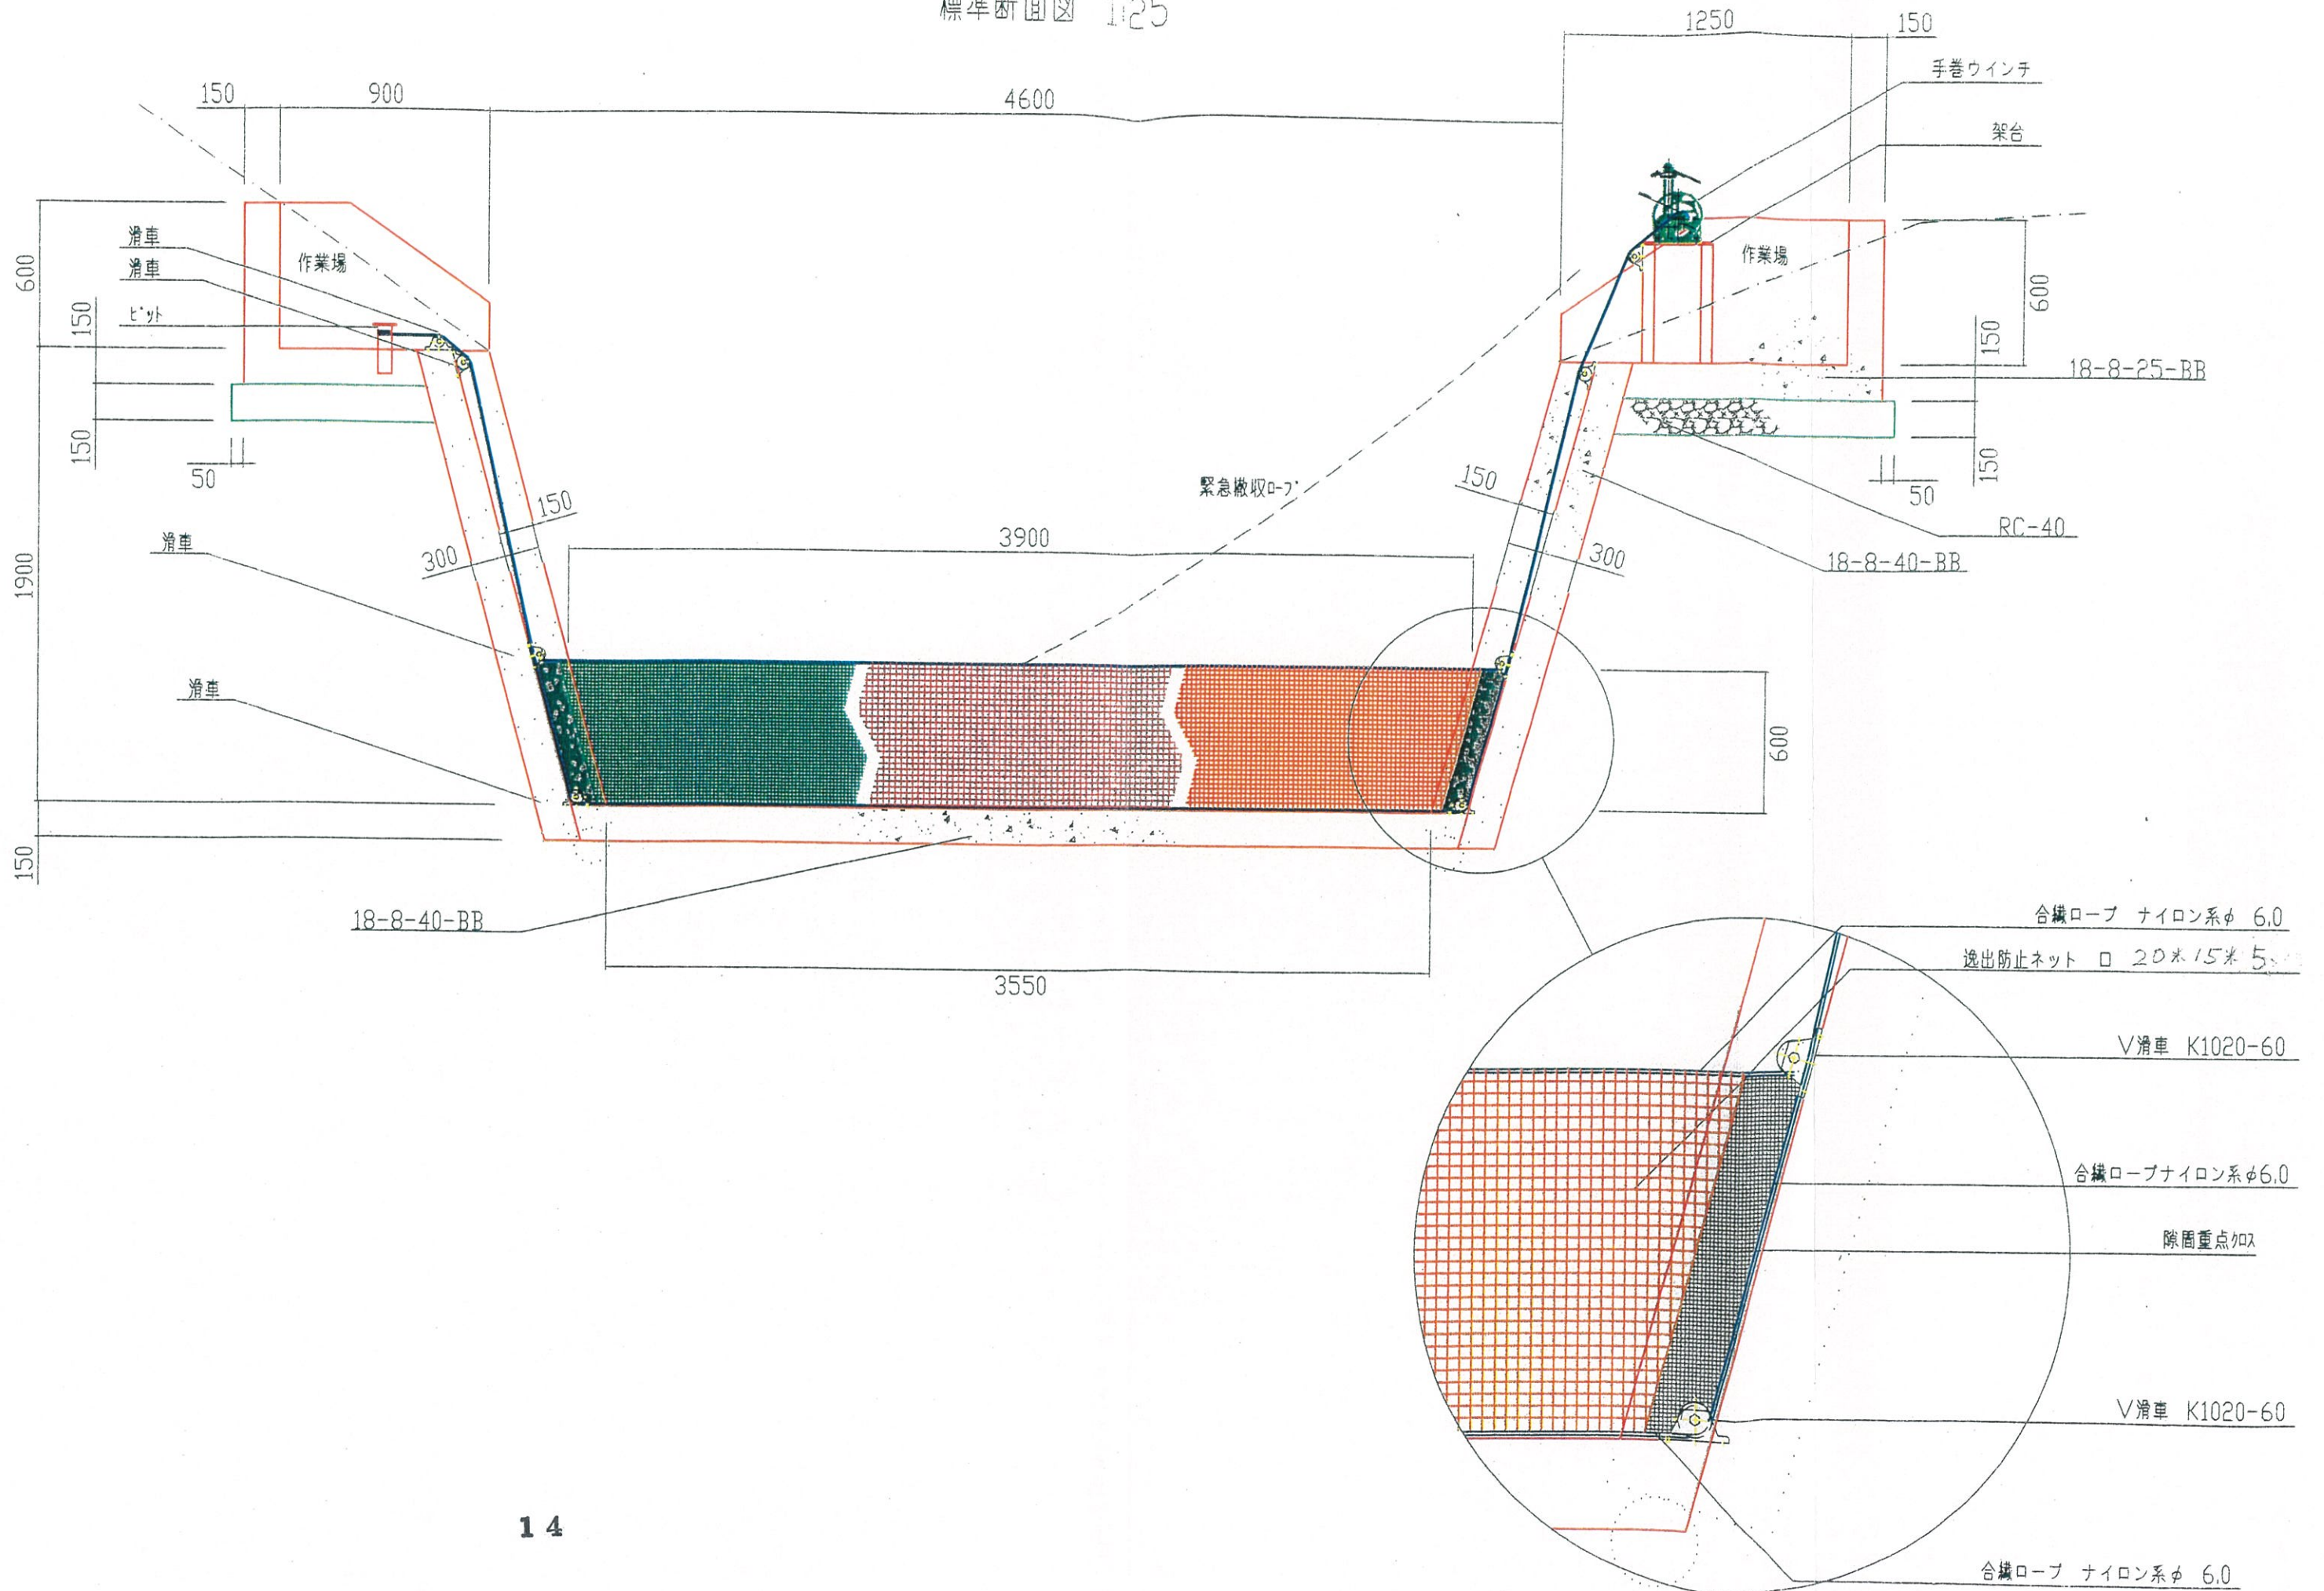 標準断面図 1:25
1250
150
手巻ウインチ
150
900
4600
架台
滑車
滑車
作業場
作業場
600
ビット
150
600
150
18-8-25-BB
150
50
150
50
緊急撤収ロープ
150
150
RC-40
滑車
3900
300
300
18-8-40-BB
1900
滑車
600
150
18-8-40-BB
3550
合繊ロープ ナイロン系φ 6.0
逸出防止ネット ロ 20*15*5
V滑車 K1020-60
合繊ロープナイロン系φ6.0
隙間重点クロス
V滑車 K1020-60
合繊ロープ ナイロン系φ 6.0
14